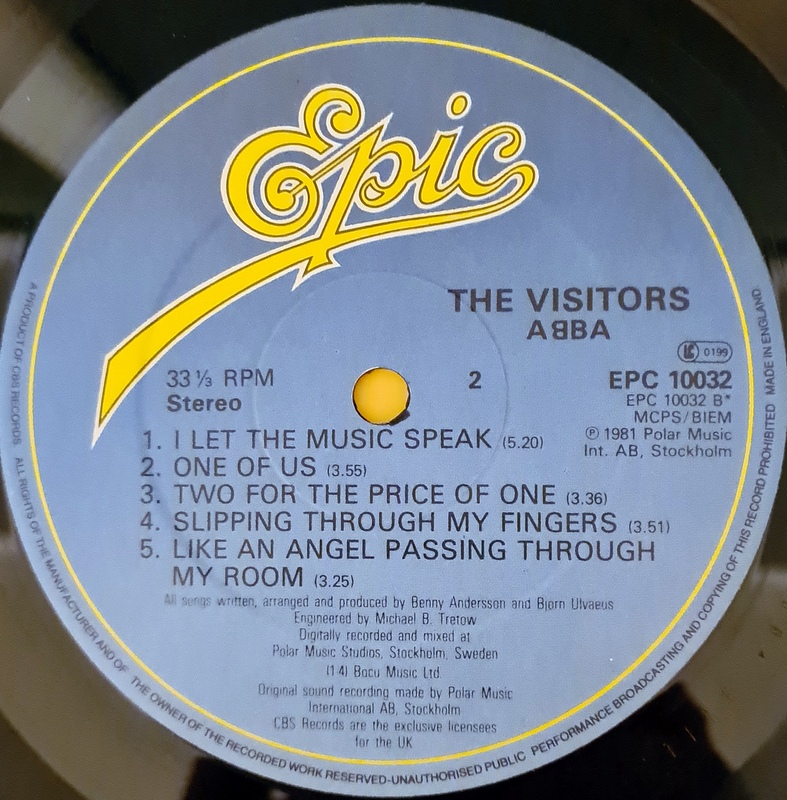 Epic
THE VISITORS
AᗺBA
LC 0199
33 ⅓ RPM
Stereo
2
EPC 10032
EPC 10032 B*
MCPS/BIEM
℗ 1981 Polar Music
Int. AB, Stockholm
1. I LET THE MUSIC SPEAK (5.20)
2. ONE OF US (3.55)
3. TWO FOR THE PRICE OF ONE (3.36)
4. SLIPPING THROUGH MY FINGERS (3.51)
5. LIKE AN ANGEL PASSING THROUGH
MY ROOM (3.25)
All songs written, arranged and produced by Benny Andersson and Bjorn Ulvaeus
Engineered by Michael B. Tretow
Digitally recorded and mixed at
Polar Music Studios, Stockholm, Sweden
(1-4) Bocu Music Ltd.
Original sound recording made by Polar Music
International AB, Stockholm
CBS Records are the exclusive licensees
for the UK
A PRODUCT OF CBS RECORDS ALL RIGHTS OF THE MANUFACTURER AND OF THE OWNER OF THE RECORDED WORK RESERVED-UNAUTHORISED PUBLIC PERFORMANCE BROADCASTING AND COPYING OF THIS RECORD PROHIBITED MADE IN ENGLAND